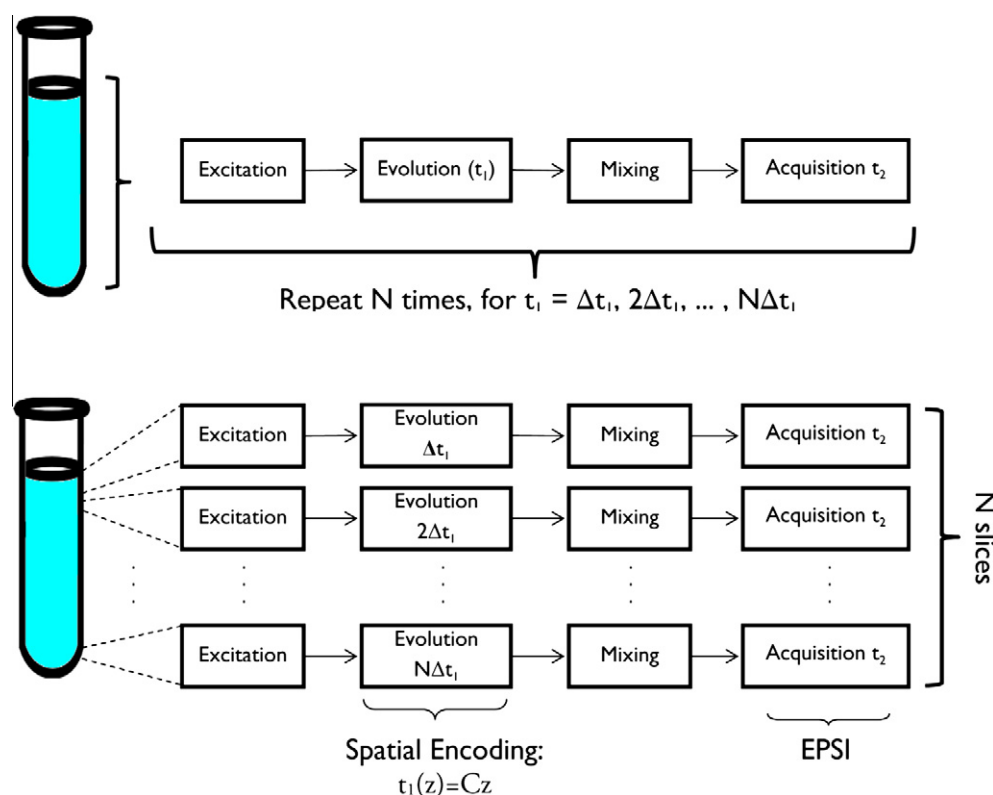 Excitation
Evolution (t₁)
Mixing
Acquisition t₂
Repeat N times, for t₁ = Δt₁, 2Δt₁, ... , NΔt₁
Excitation
Evolution
Δt₁
Mixing
Acquisition t₂
Excitation
Evolution
2Δt₁
Mixing
Acquisition t₂
Excitation
Evolution
NΔt₁
Mixing
Acquisition t₂
N slices
Spatial Encoding:
t₁(z)=Cz
EPSI